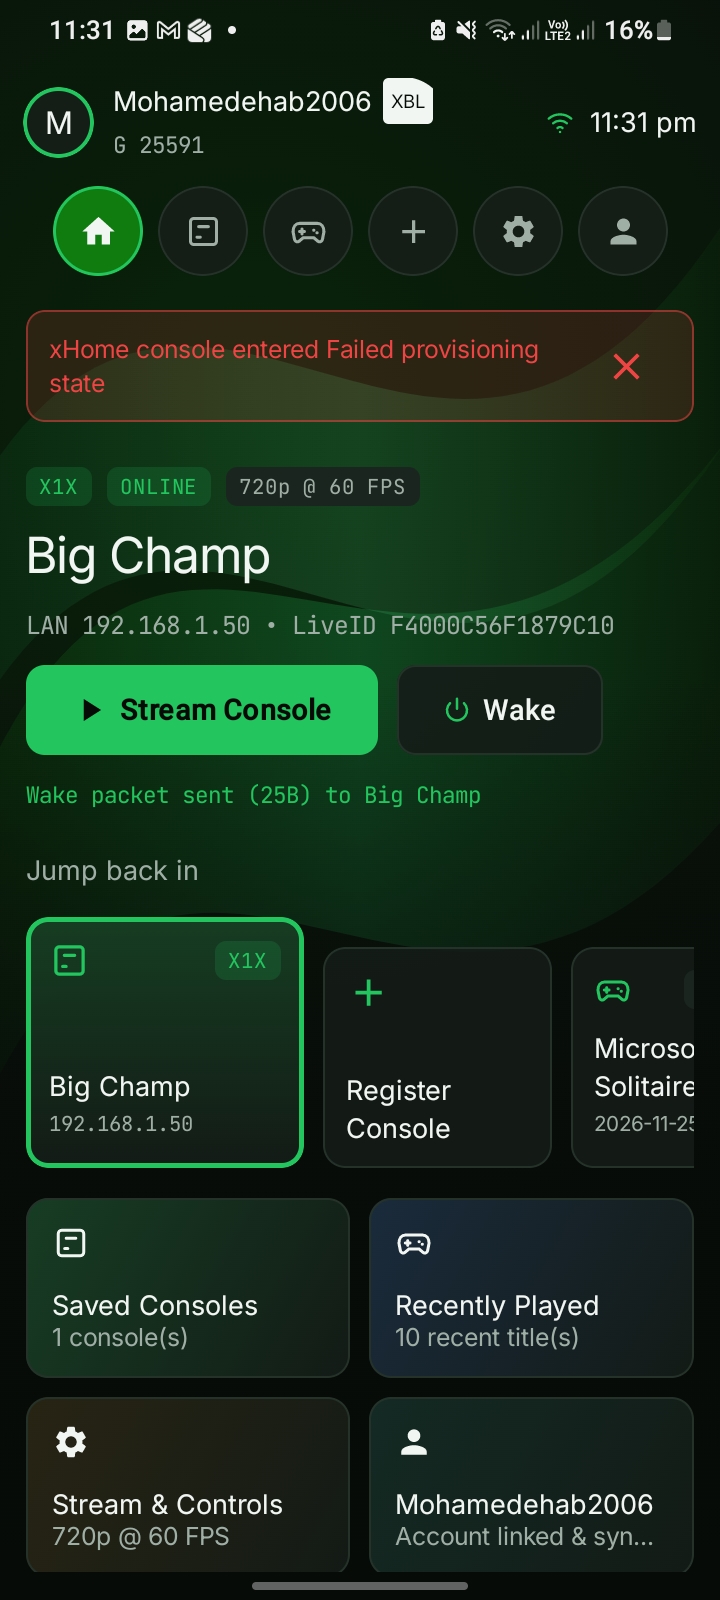 11:31
Vo))
LTE2
16%
M
Mohamedehab2006
XBL
G 25591
11:31 pm
xHome console entered Failed provisioning
state
X1X
ONLINE
720p @ 60 FPS
Big Champ
LAN 192.168.1.50 • LiveID F4000C56F1879C10
Stream Console
Wake
Wake packet sent (25B) to Big Champ
Jump back in
X1X
Big Champ
192.168.1.50
Register
Console
Microso
Solitaire
2026-11-25
Saved Consoles
1 console(s)
Recently Played
10 recent title(s)
Stream & Controls
720p @ 60 FPS
Mohamedehab2006
Account linked & syn...